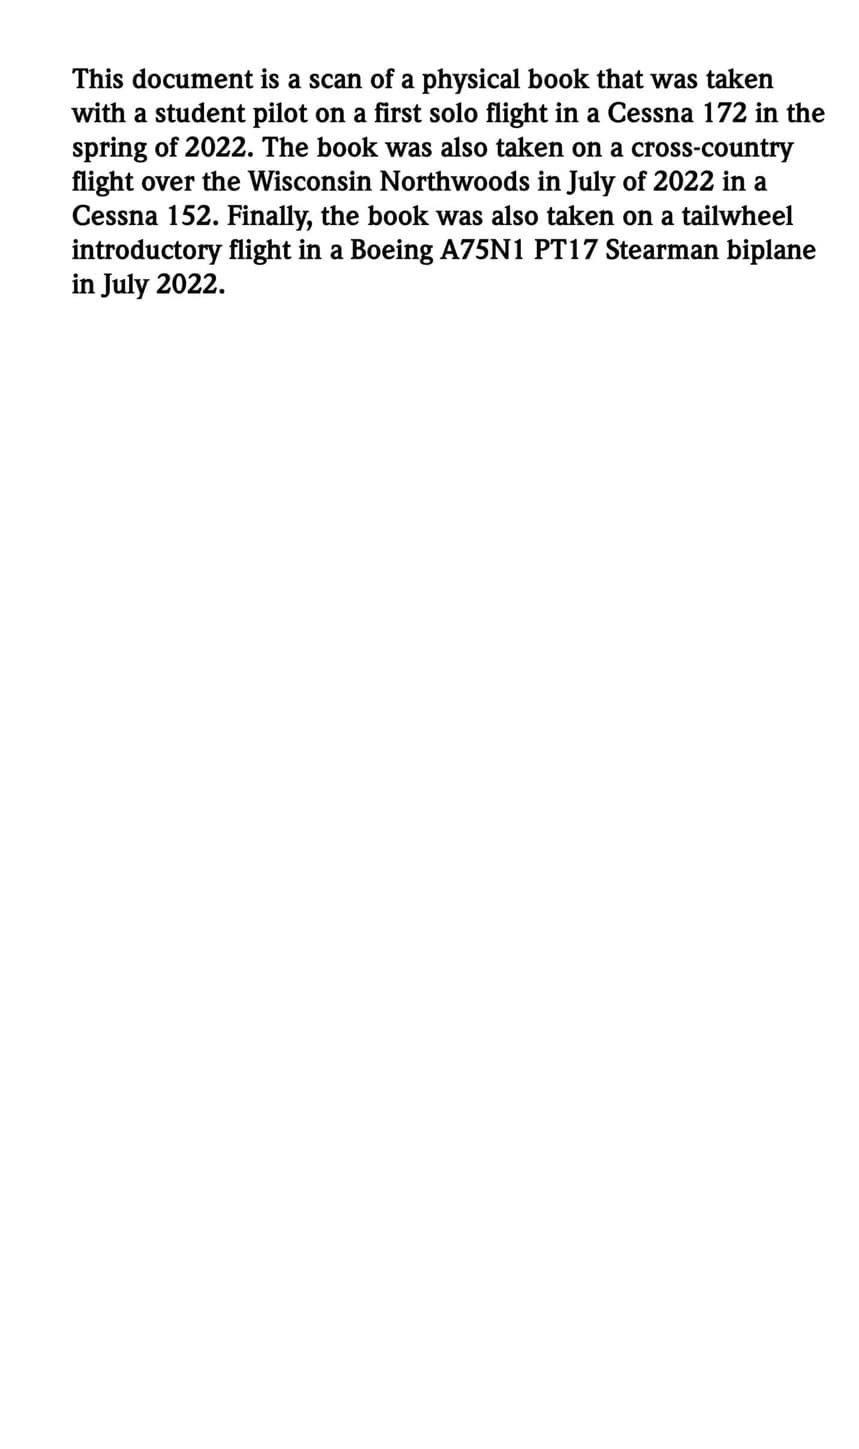 This document is a scan of a physical book that was taken
with a student pilot on a first solo flight in a Cessna 172 in the
spring of 2022. The book was also taken on a cross-country
flight over the Wisconsin Northwoods in July of 2022 in a
Cessna 152. Finally, the book was also taken on a tailwheel
introductory flight in a Boeing A75N1 PT17 Stearman biplane
in July 2022.